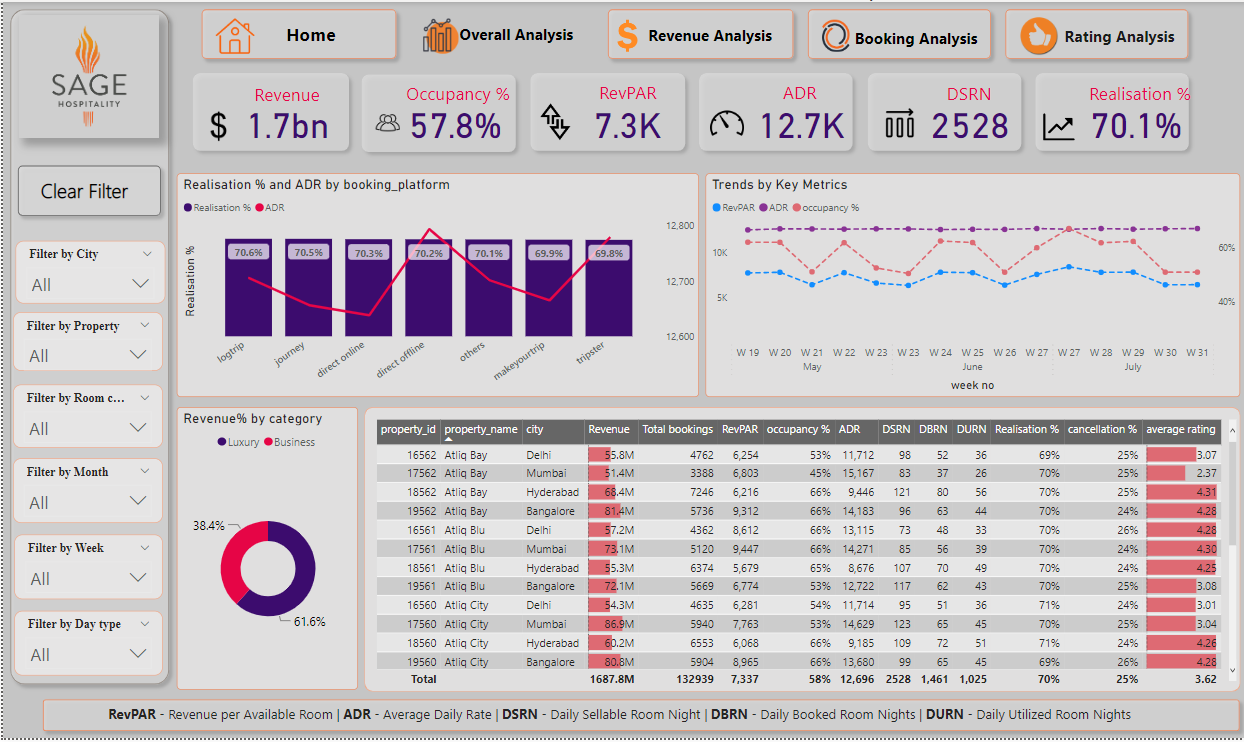 Home
Overall Analysis
Revenue Analysis
Booking Analysis
Rating Analysis
SAGE
HOSPITALITY
Revenue
$ 1.7bn
Occupancy %
57.8%
RevPAR
7.3K
ADR
12.7K
DSRN
2528
Realisation %
70.1%
Clear Filter
Filter by City
All
Filter by Property
All
Filter by Room c...
All
Filter by Month
All
Filter by Week
All
Filter by Day type
All
Realisation % and ADR by booking_platform
Realisation % ADR
Realisation %
70.6% 70.5% 70.3% 70.2% 70.1% 69.9% 69.8%
12.800
12.700
12.600
logtrip journey direct online direct offline others makeyourtrip tripster
Trends by Key Metrics
RevPAR ADR occupancy %
10K
5K
60%
40%
W 19 W 20 W 21 W 22 W 23 W 23 W 24 W 25 W 26 W 27 W 27 W 28 W 29 W 30 W 31
May June July
week no
Revenue% by category
Luxury Business
38.4%
61.6%
property_id property_name city Revenue Total bookings RevPAR occupancy % ADR DSRN DBRN DURN Realisation % cancellation % average rating
16562 Atliq Bay Delhi 55.8M 4762 6,254 53% 11,712 98 52 36 69% 25% 3.07
17562 Atliq Bay Mumbai 51.4M 3388 6,803 45% 15,167 83 37 26 70% 25% 2.37
18562 Atliq Bay Hyderabad 68.4M 7246 6,216 66% 9,446 121 80 56 70% 25% 4.31
19562 Atliq Bay Bangalore 81.4M 5736 9,312 66% 14,183 96 63 44 70% 25% 4.28
16561 Atliq Blu Delhi 57.2M 4362 8,612 66% 13,115 73 48 33 70% 26% 4.28
17561 Atliq Blu Mumbai 73.1M 5120 9,447 66% 14,271 85 56 39 70% 24% 4.30
18561 Atliq Blu Hyderabad 55.3M 6374 5,679 65% 8,676 107 70 49 70% 24% 4.25
19561 Atliq Blu Bangalore 72.1M 5669 6,774 53% 12,722 117 62 43 70% 25% 3.08
16560 Atliq City Delhi 54.3M 4635 6,281 54% 11,714 95 51 36 71% 24% 3.01
17560 Atliq City Mumbai 86.9M 5940 7,763 53% 14,629 123 65 45 70% 25% 3.04
18560 Atliq City Hyderabad 60.2M 6553 6,068 66% 9,185 109 72 51 71% 24% 4.26
19560 Atliq City Bangalore 80.8M 5904 8,965 66% 13,680 99 65 45 69% 26% 4.28
Total 1687.8M 132939 7,337 58% 12,696 2528 1,461 1,025 70% 25% 3.62
RevPAR - Revenue per Available Room | ADR - Average Daily Rate | DSRN - Daily Sellable Room Night | DBRN - Daily Booked Room Nights | DURN - Daily Utilized Room Nights